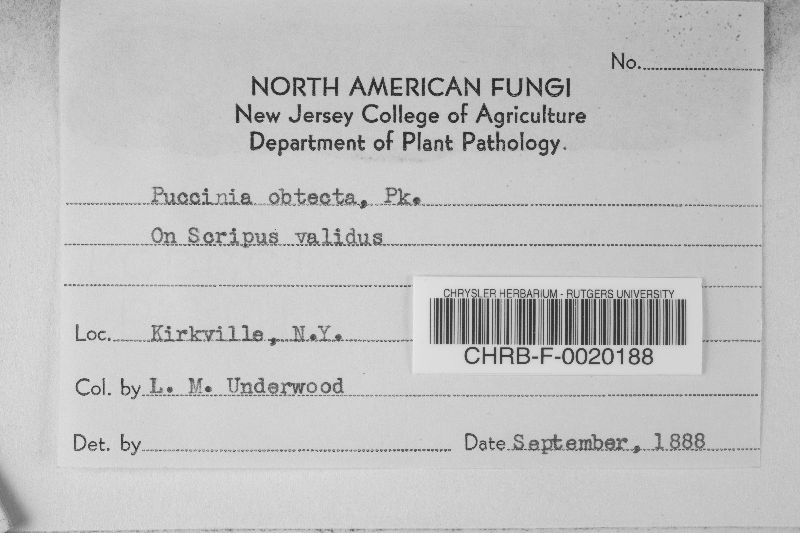 No.
NORTH AMERICAN FUNGI
New Jersey College of Agriculture
Department of Plant Pathology.
Puccinia obtecta, Pk.
On Scripus validus
CHRYSLER HERBARIUM - RUTGERS UNIVERSITY
CHRB-F-0020188
Loc. Kirkville, N.Y.
Col. by L. M. Underwood
Det. by
Date September, 1888